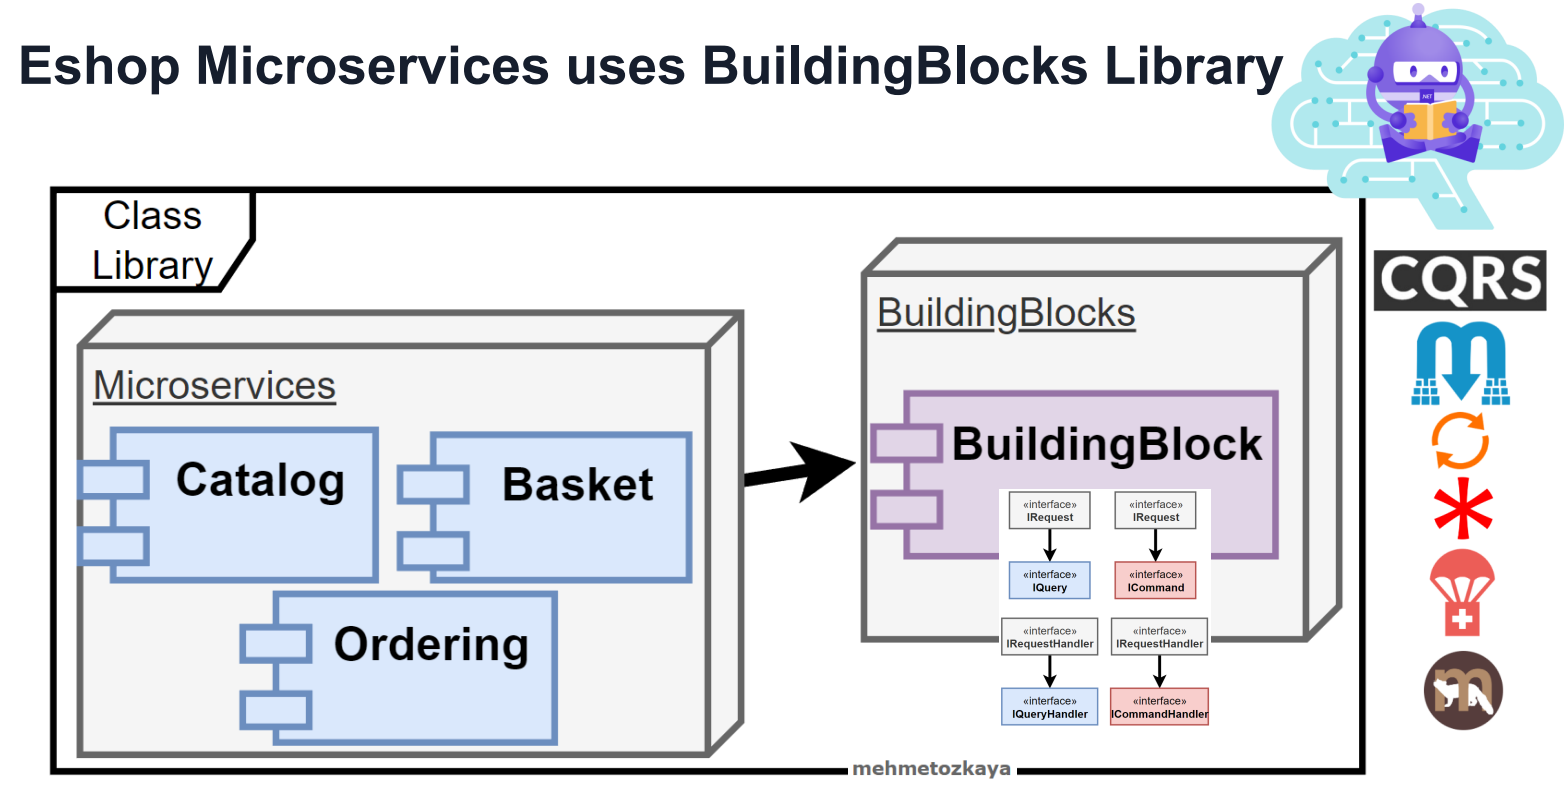 Eshop Microservices uses BuildingBlocks Library
.NET
Class
Library
CQRS
BuildingBlocks
Microservices
Catalog
Basket
Ordering
BuildingBlock
«interface»
IRequest
«interface»
IRequest
«interface»
IQuery
«interface»
ICommand
«interface»
IRequestHandler
«interface»
IRequestHandler
«interface»
IQueryHandler
«interface»
ICommandHandler
m
mehmetozkaya